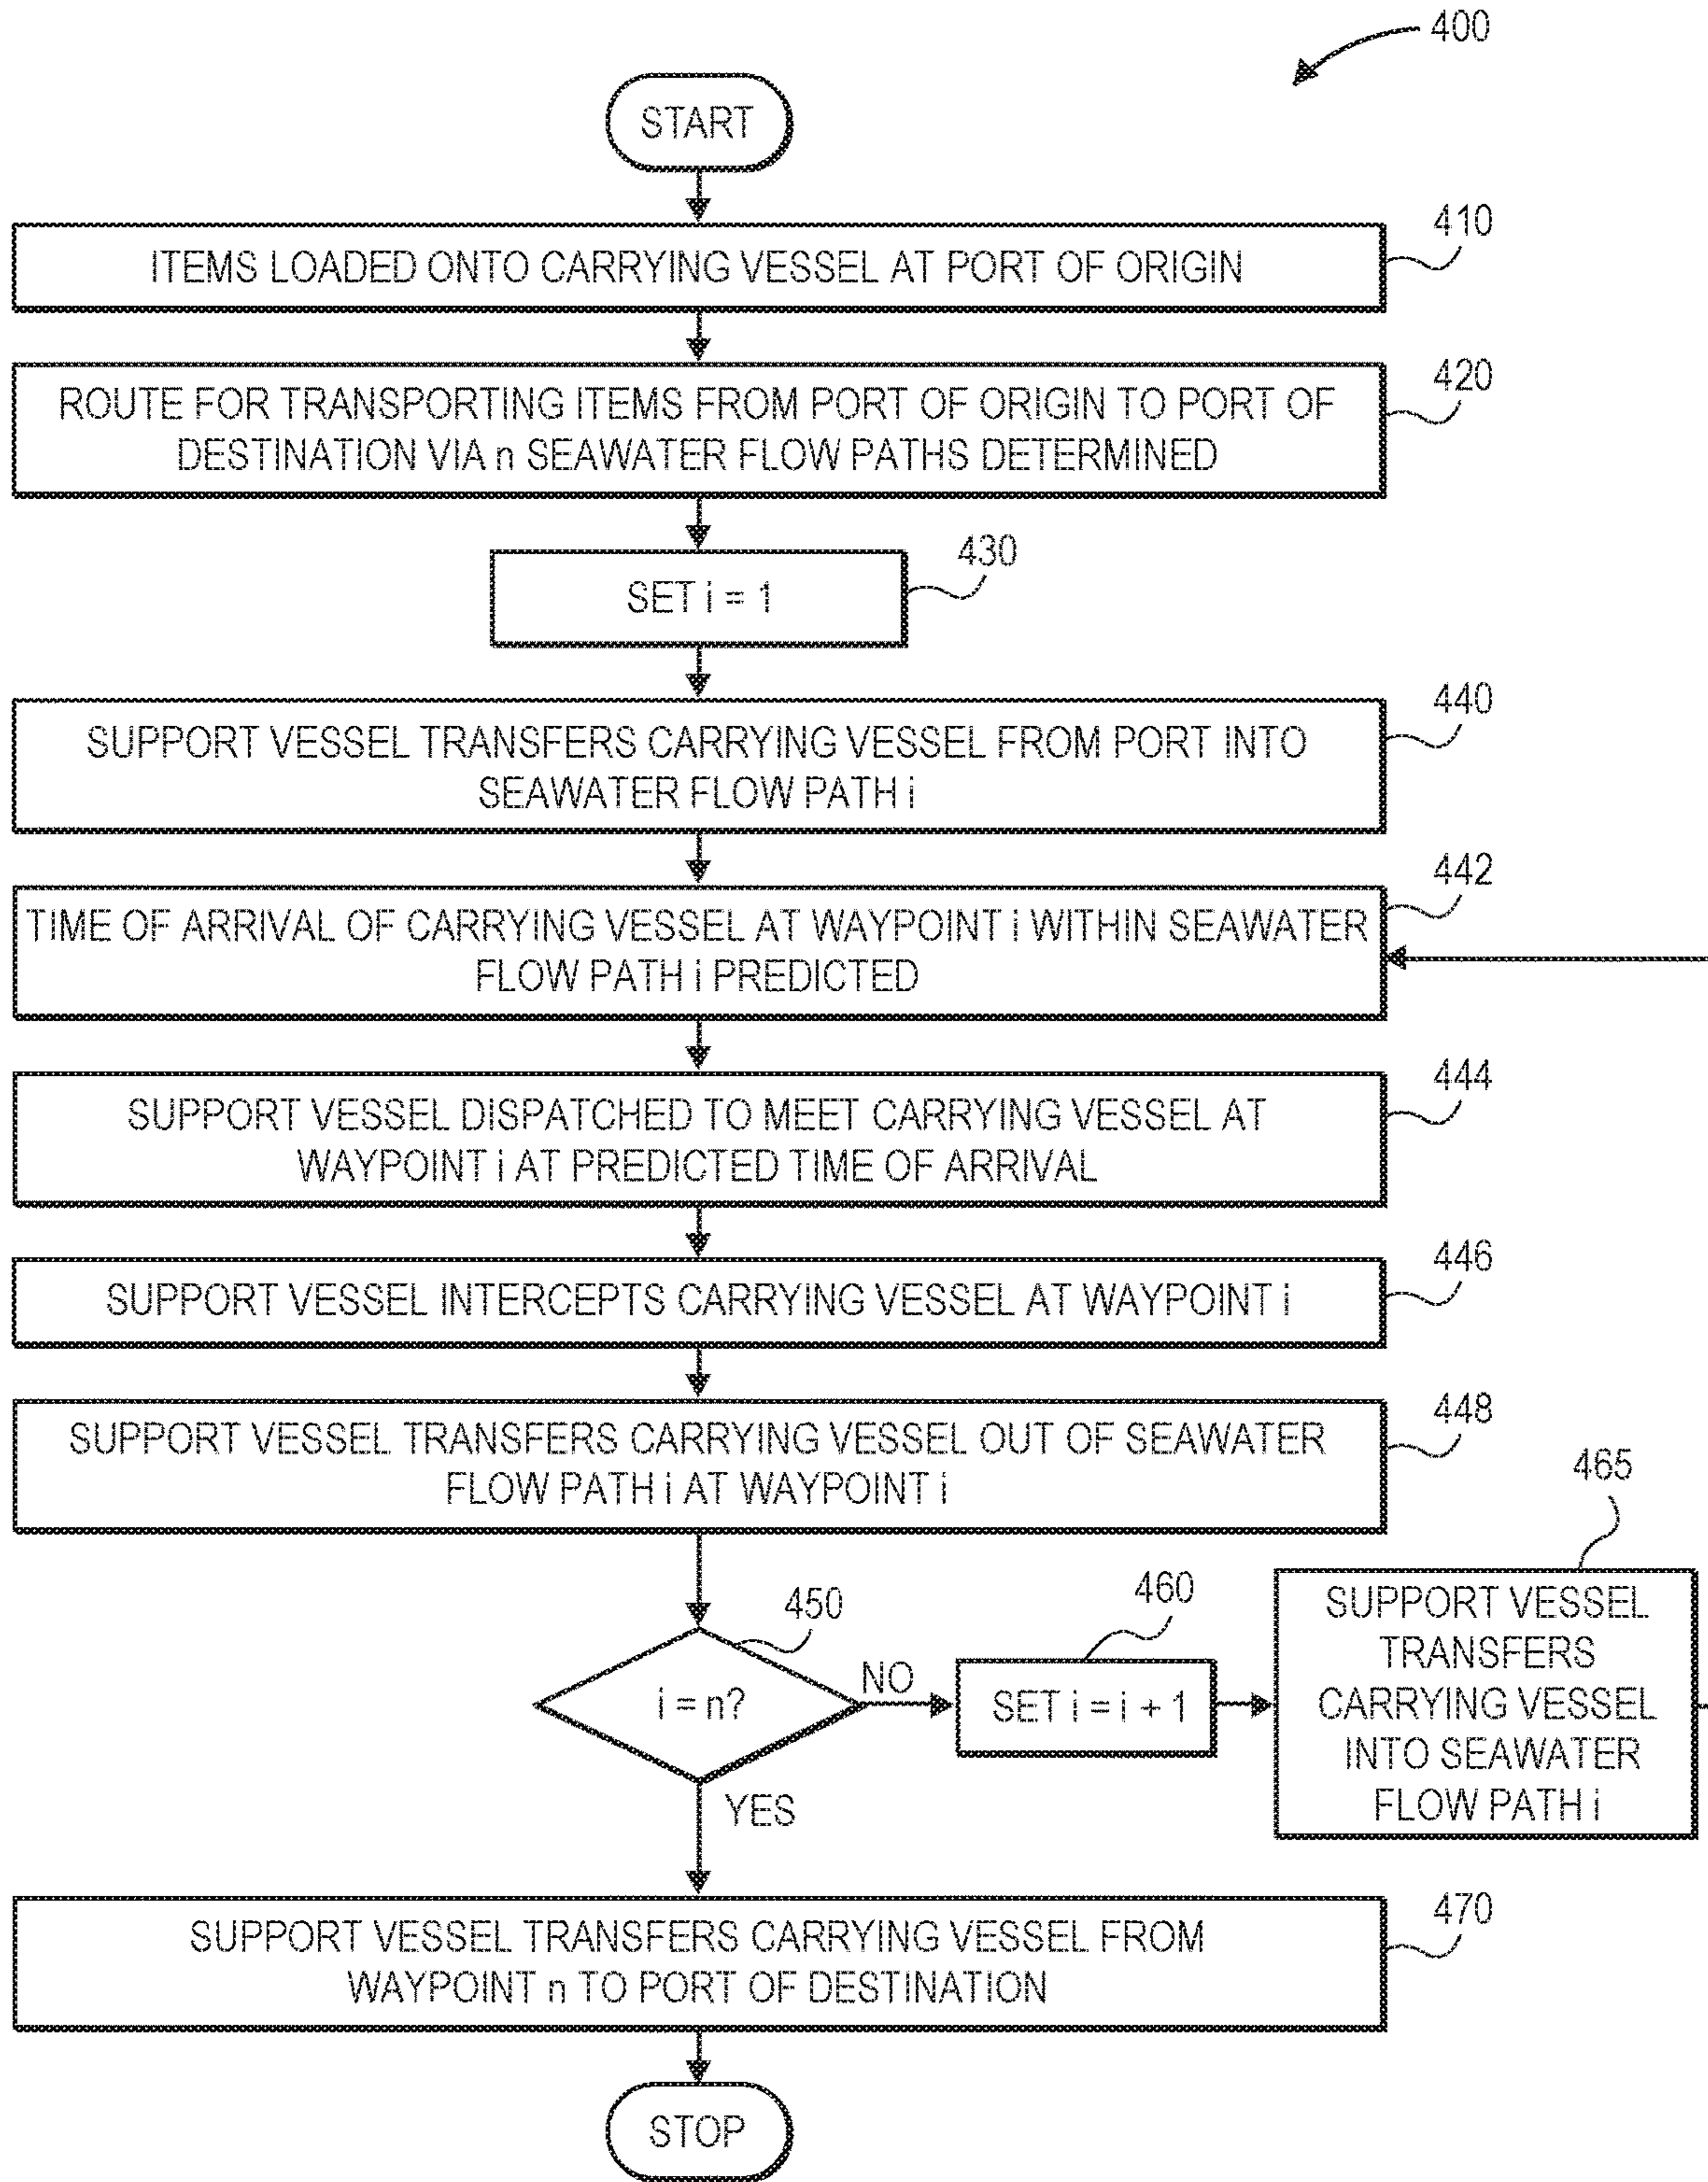 400
START
410
ITEMS LOADED ONTO CARRYING VESSEL AT PORT OF ORIGIN
420
ROUTE FOR TRANSPORTING ITEMS FROM PORT OF ORIGIN TO PORT OF
DESTINATION VIA n SEAWATER FLOW PATHS DETERMINED
430
SET i = 1
440
SUPPORT VESSEL TRANSFERS CARRYING VESSEL FROM PORT INTO
SEAWATER FLOW PATH i
442
TIME OF ARRIVAL OF CARRYING VESSEL AT WAYPOINT i WITHIN SEAWATER
FLOW PATH i PREDICTED
444
SUPPORT VESSEL DISPATCHED TO MEET CARRYING VESSEL AT
WAYPOINT i AT PREDICTED TIME OF ARRIVAL
446
SUPPORT VESSEL INTERCEPTS CARRYING VESSEL AT WAYPOINT i
448
SUPPORT VESSEL TRANSFERS CARRYING VESSEL OUT OF SEAWATER
FLOW PATH i AT WAYPOINT i
450
i = n?
NO
460
SET i = i + 1
465
SUPPORT VESSEL
TRANSFERS
CARRYING VESSEL
INTO SEAWATER
FLOW PATH i
YES
470
SUPPORT VESSEL TRANSFERS CARRYING VESSEL FROM
WAYPOINT n TO PORT OF DESTINATION
STOP